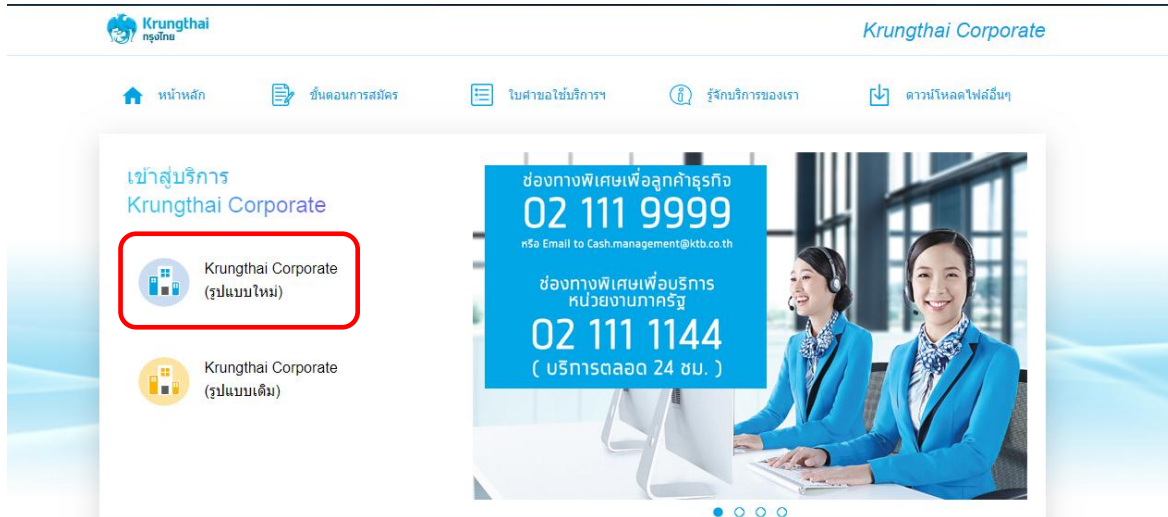 Krungthai
กรุงไทย
Krungthai Corporate
หน้าหลัก
ขั้นตอนการสมัคร
ใบคำขอใช้บริการฯ
รู้จักบริการของเรา
ดาวน์โหลดไฟล์อื่นๆ
เข้าสู่บริการ
Krungthai Corporate
Krungthai Corporate
(รูปแบบใหม่)
Krungthai Corporate
(รูปแบบเดิม)
ช่องทางพิเศษเพื่อลูกค้าธุรกิจ
02 111 9999
หรือ Email to Cash.management@ktb.co.th
ช่องทางพิเศษเพื่อบริการ
หน่วยงานภาครัฐ
02 111 1144
( บริการตลอด 24 ชม. )